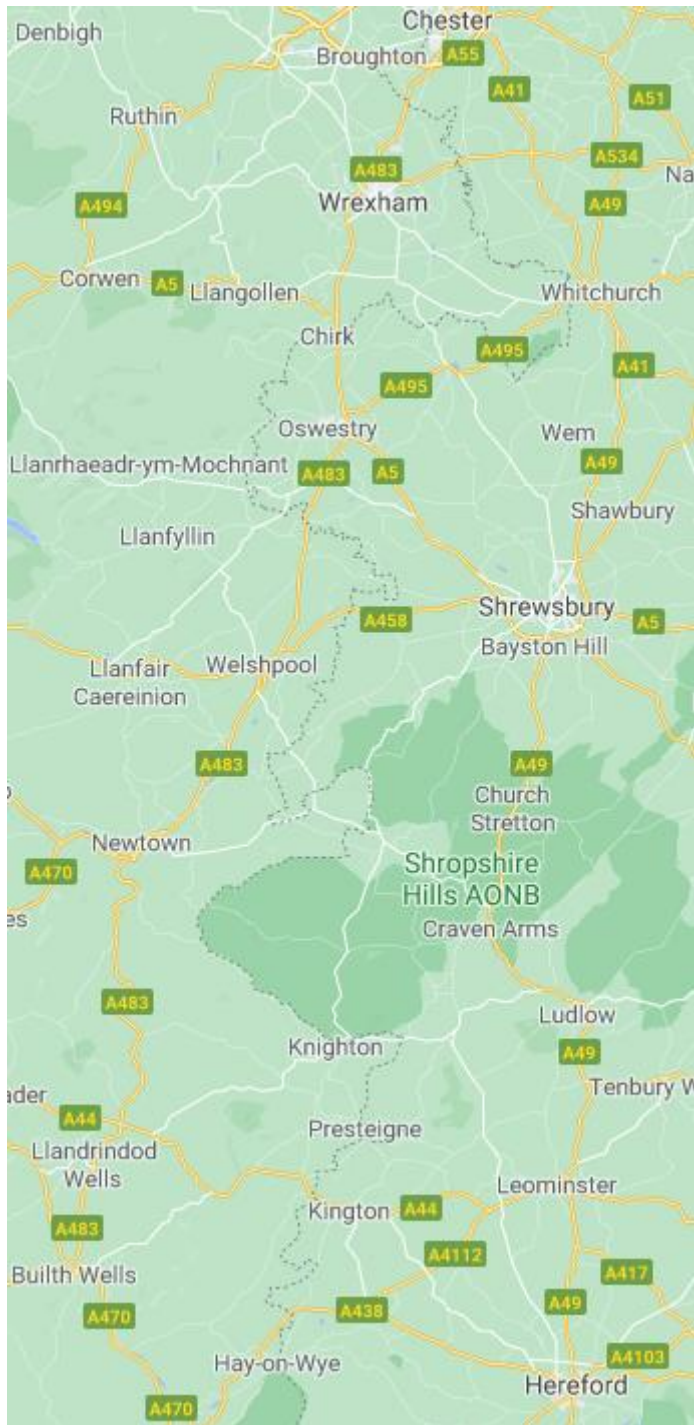 Chester
Denbigh
Broughton
A55
A41
A51
Ruthin
A534
A483
Na
Wrexham
A494
A49
Corwen
A5
Llangollen
Whitchurch
Chirk
A495
A41
A495
Oswestry
Wem
Llanrhaeadr-ym-Mochnant
A483
A5
A49
Shawbury
Llanfyllin
Shrewsbury
A458
A5
Bayston Hill
Llanfair
Caereinion
Welshpool
A483
A49
Church
Stretton
Newtown
A470
Shropshire
Hills AONB
es
Craven Arms
A483
Ludlow
Knighton
A49
Tenbury W
ader
A44
Presteigne
Llandrindod
Wells
Leominster
Kington
A44
A483
A4112
Builth Wells
A417
A470
A438
A49
Hay-on-Wye
A4103
Hereford
A470